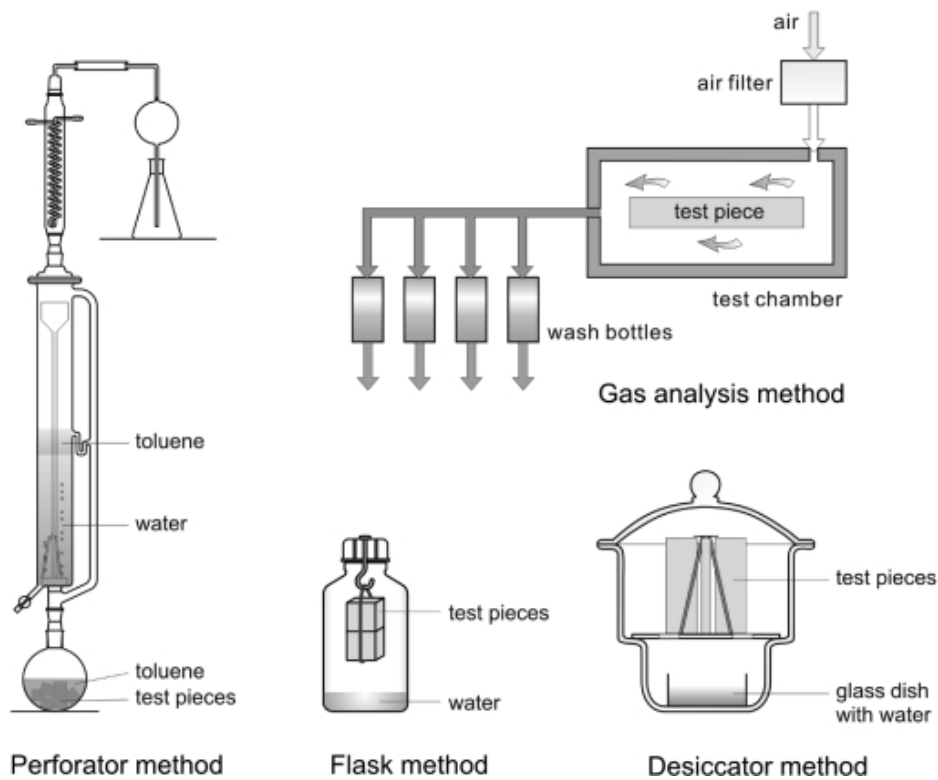 air
air filter
test piece
test chamber
wash bottles
Gas analysis method
toluene
water
toluene
test pieces
Perforator method
test pieces
water
Flask method
test pieces
glass dish
with water
Desiccator method